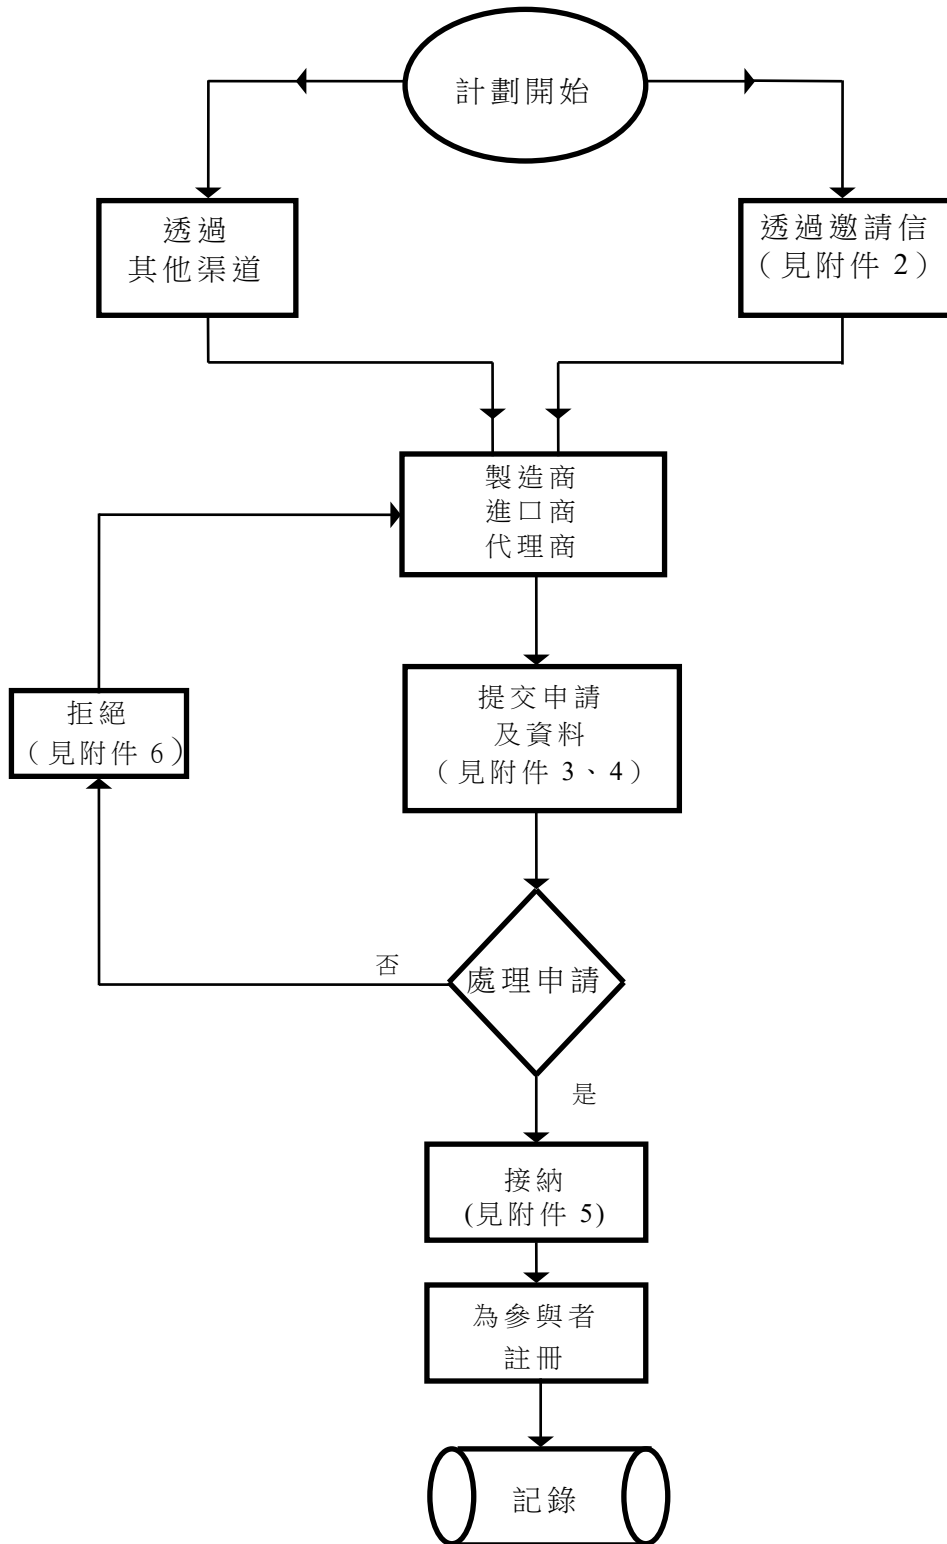 計劃開始
透過
其他渠道
透過邀請信
（見附件 2）
製造商
進口商
代理商
提交申請
及資料
（見附件 3、4）
拒絕
（見附件 6）
處理申請
否
是
接納
(見附件 5)
為參與者
註冊
記錄